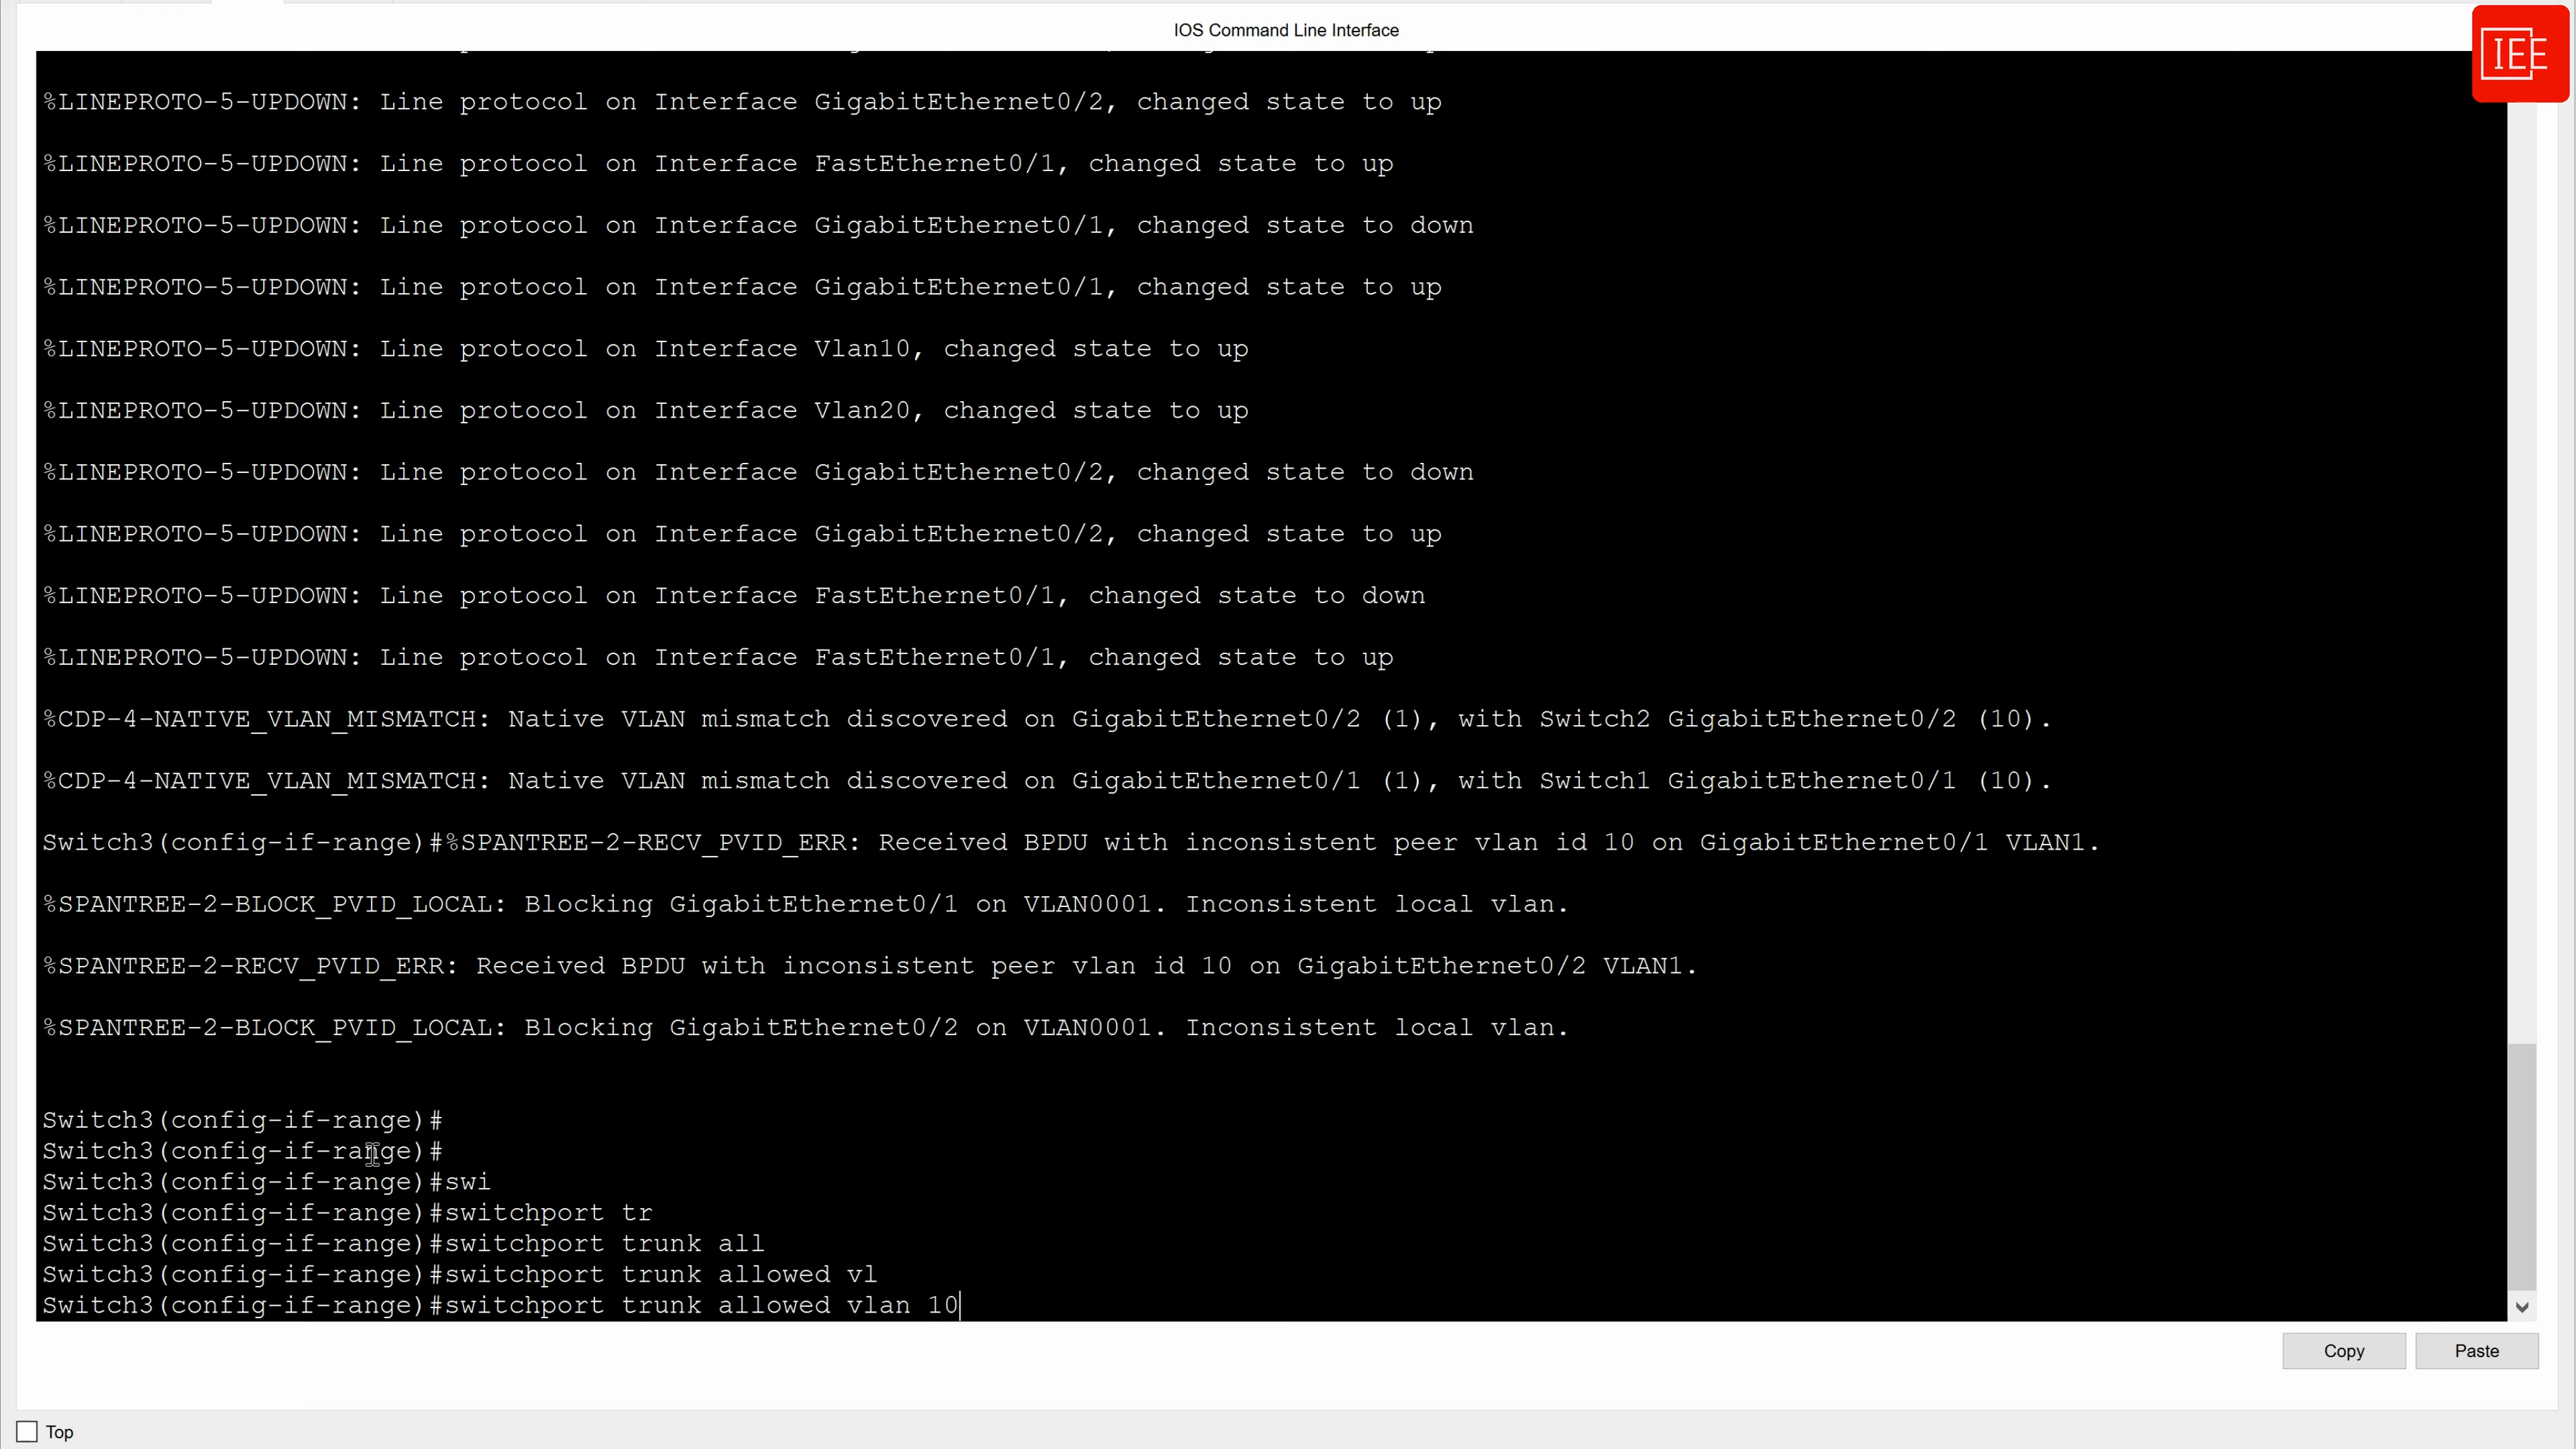 IOS Command Line Interface
IEE
%LINEPROTO-5-UPDOWN: Line protocol on Interface GigabitEthernet0/2, changed state to up
%LINEPROTO-5-UPDOWN: Line protocol on Interface FastEthernet0/1, changed state to up
%LINEPROTO-5-UPDOWN: Line protocol on Interface GigabitEthernet0/1, changed state to down
%LINEPROTO-5-UPDOWN: Line protocol on Interface GigabitEthernet0/1, changed state to up
%LINEPROTO-5-UPDOWN: Line protocol on Interface Vlan10, changed state to up
%LINEPROTO-5-UPDOWN: Line protocol on Interface Vlan20, changed state to up
%LINEPROTO-5-UPDOWN: Line protocol on Interface GigabitEthernet0/2, changed state to down
%LINEPROTO-5-UPDOWN: Line protocol on Interface GigabitEthernet0/2, changed state to up
%LINEPROTO-5-UPDOWN: Line protocol on Interface FastEthernet0/1, changed state to down
%LINEPROTO-5-UPDOWN: Line protocol on Interface FastEthernet0/1, changed state to up
%CDP-4-NATIVE_VLAN_MISMATCH: Native VLAN mismatch discovered on GigabitEthernet0/2 (1), with Switch2 GigabitEthernet0/2 (10).
%CDP-4-NATIVE_VLAN_MISMATCH: Native VLAN mismatch discovered on GigabitEthernet0/1 (1), with Switch1 GigabitEthernet0/1 (10).
Switch3(config-if-range)#%SPANTREE-2-RECV_PVID_ERR: Received BPDU with inconsistent peer vlan id 10 on GigabitEthernet0/1 VLAN1.
%SPANTREE-2-BLOCK_PVID_LOCAL: Blocking GigabitEthernet0/1 on VLAN0001. Inconsistent local vlan.
%SPANTREE-2-RECV_PVID_ERR: Received BPDU with inconsistent peer vlan id 10 on GigabitEthernet0/2 VLAN1.
%SPANTREE-2-BLOCK_PVID_LOCAL: Blocking GigabitEthernet0/2 on VLAN0001. Inconsistent local vlan.
Switch3(config-if-range)#
Switch3(config-if-range)#
Switch3(config-if-range)#swi
Switch3(config-if-range)#switchport tr
Switch3(config-if-range)#switchport trunk all
Switch3(config-if-range)#switchport trunk allowed vl
Switch3(config-if-range)#switchport trunk allowed vlan 10
Copy
Paste
Top